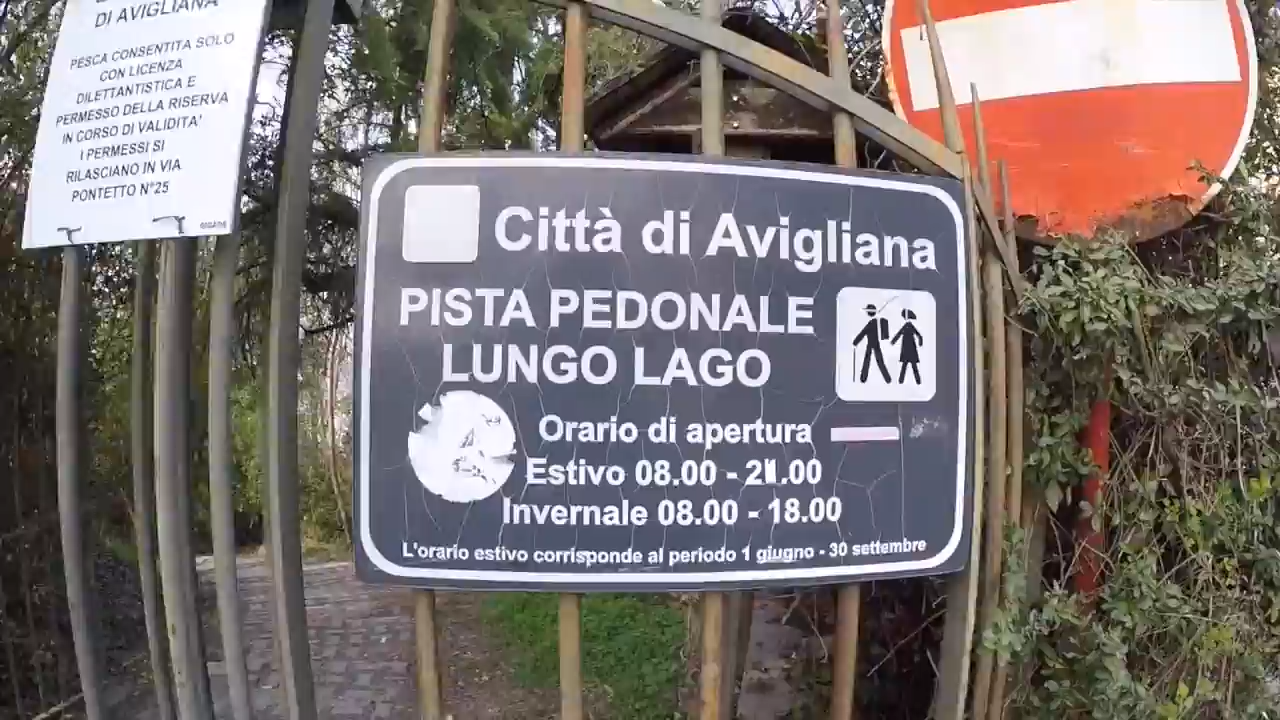 DI AVIGLIANA
PESCA CONSENTITA SOLO
CON LICENZA
DILETTANTISTICA E
PERMESSO DELLA RISERVA
IN CORSO DI VALIDITA'
I PERMESSI SI
RILASCIANO IN VIA
PONTETTO N°25
Città di Avigliana
PISTA PEDONALE
LUNGO LAGO
Orario di apertura
Estivo 08.00 - 21.00
Invernale 08.00 - 18.00
L'orario estivo corrisponde al periodo 1 giugno - 30 settembre